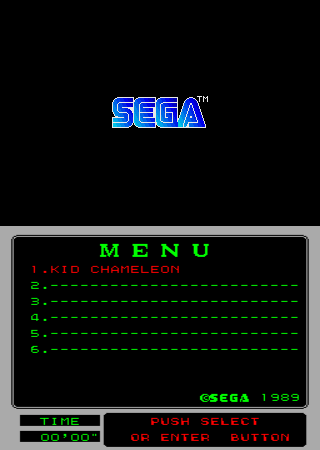 SEGA™
MENU
1.KID CHAMELEON
2.-------------------------
3.-------------------------
4.-------------------------
5.-------------------------
6.-------------------------
©SEGA 1989
TIME
00'00"
PUSH SELECT
OR ENTER BUTTON